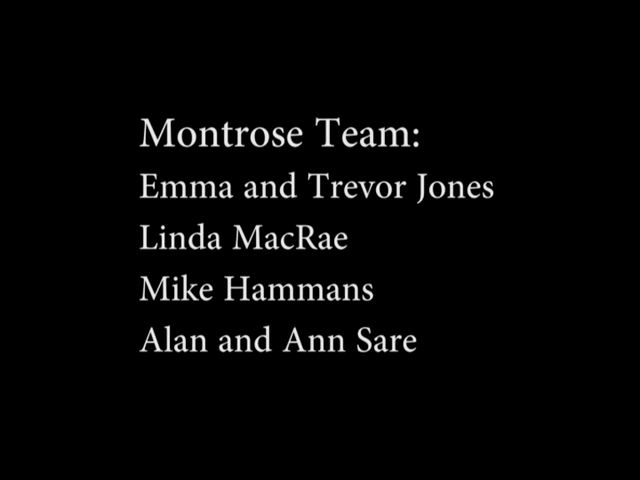 Montrose Team:
Emma and Trevor Jones
Linda MacRae
Mike Hammans
Alan and Ann Sare